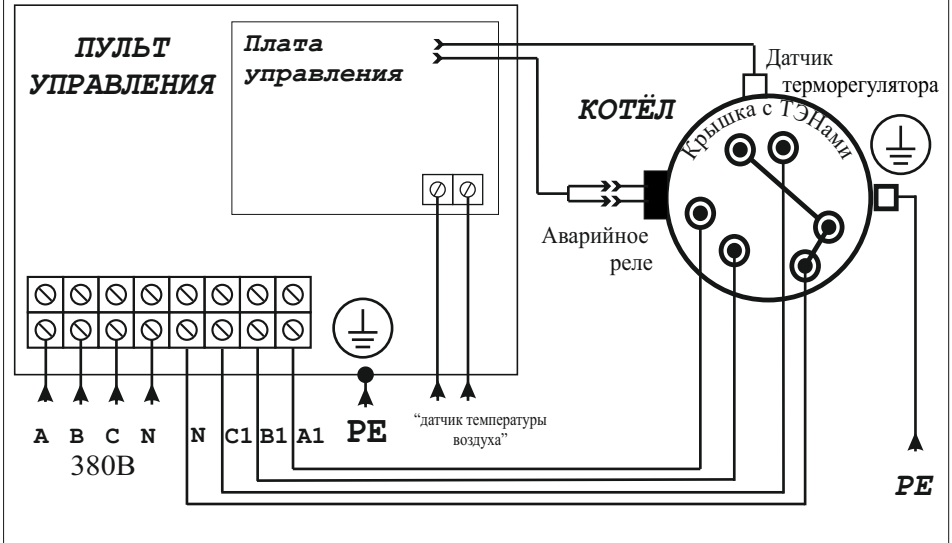 ПУЛЬТ
УПРАВЛЕНИЯ
Плата
управления
Датчик
терморегулятора
КОТЁЛ
Крышка с ТЭНами
Аварийное
реле
A B C N N C1 B1 A1 PE
380В
“датчик температуры
воздуха”
PE